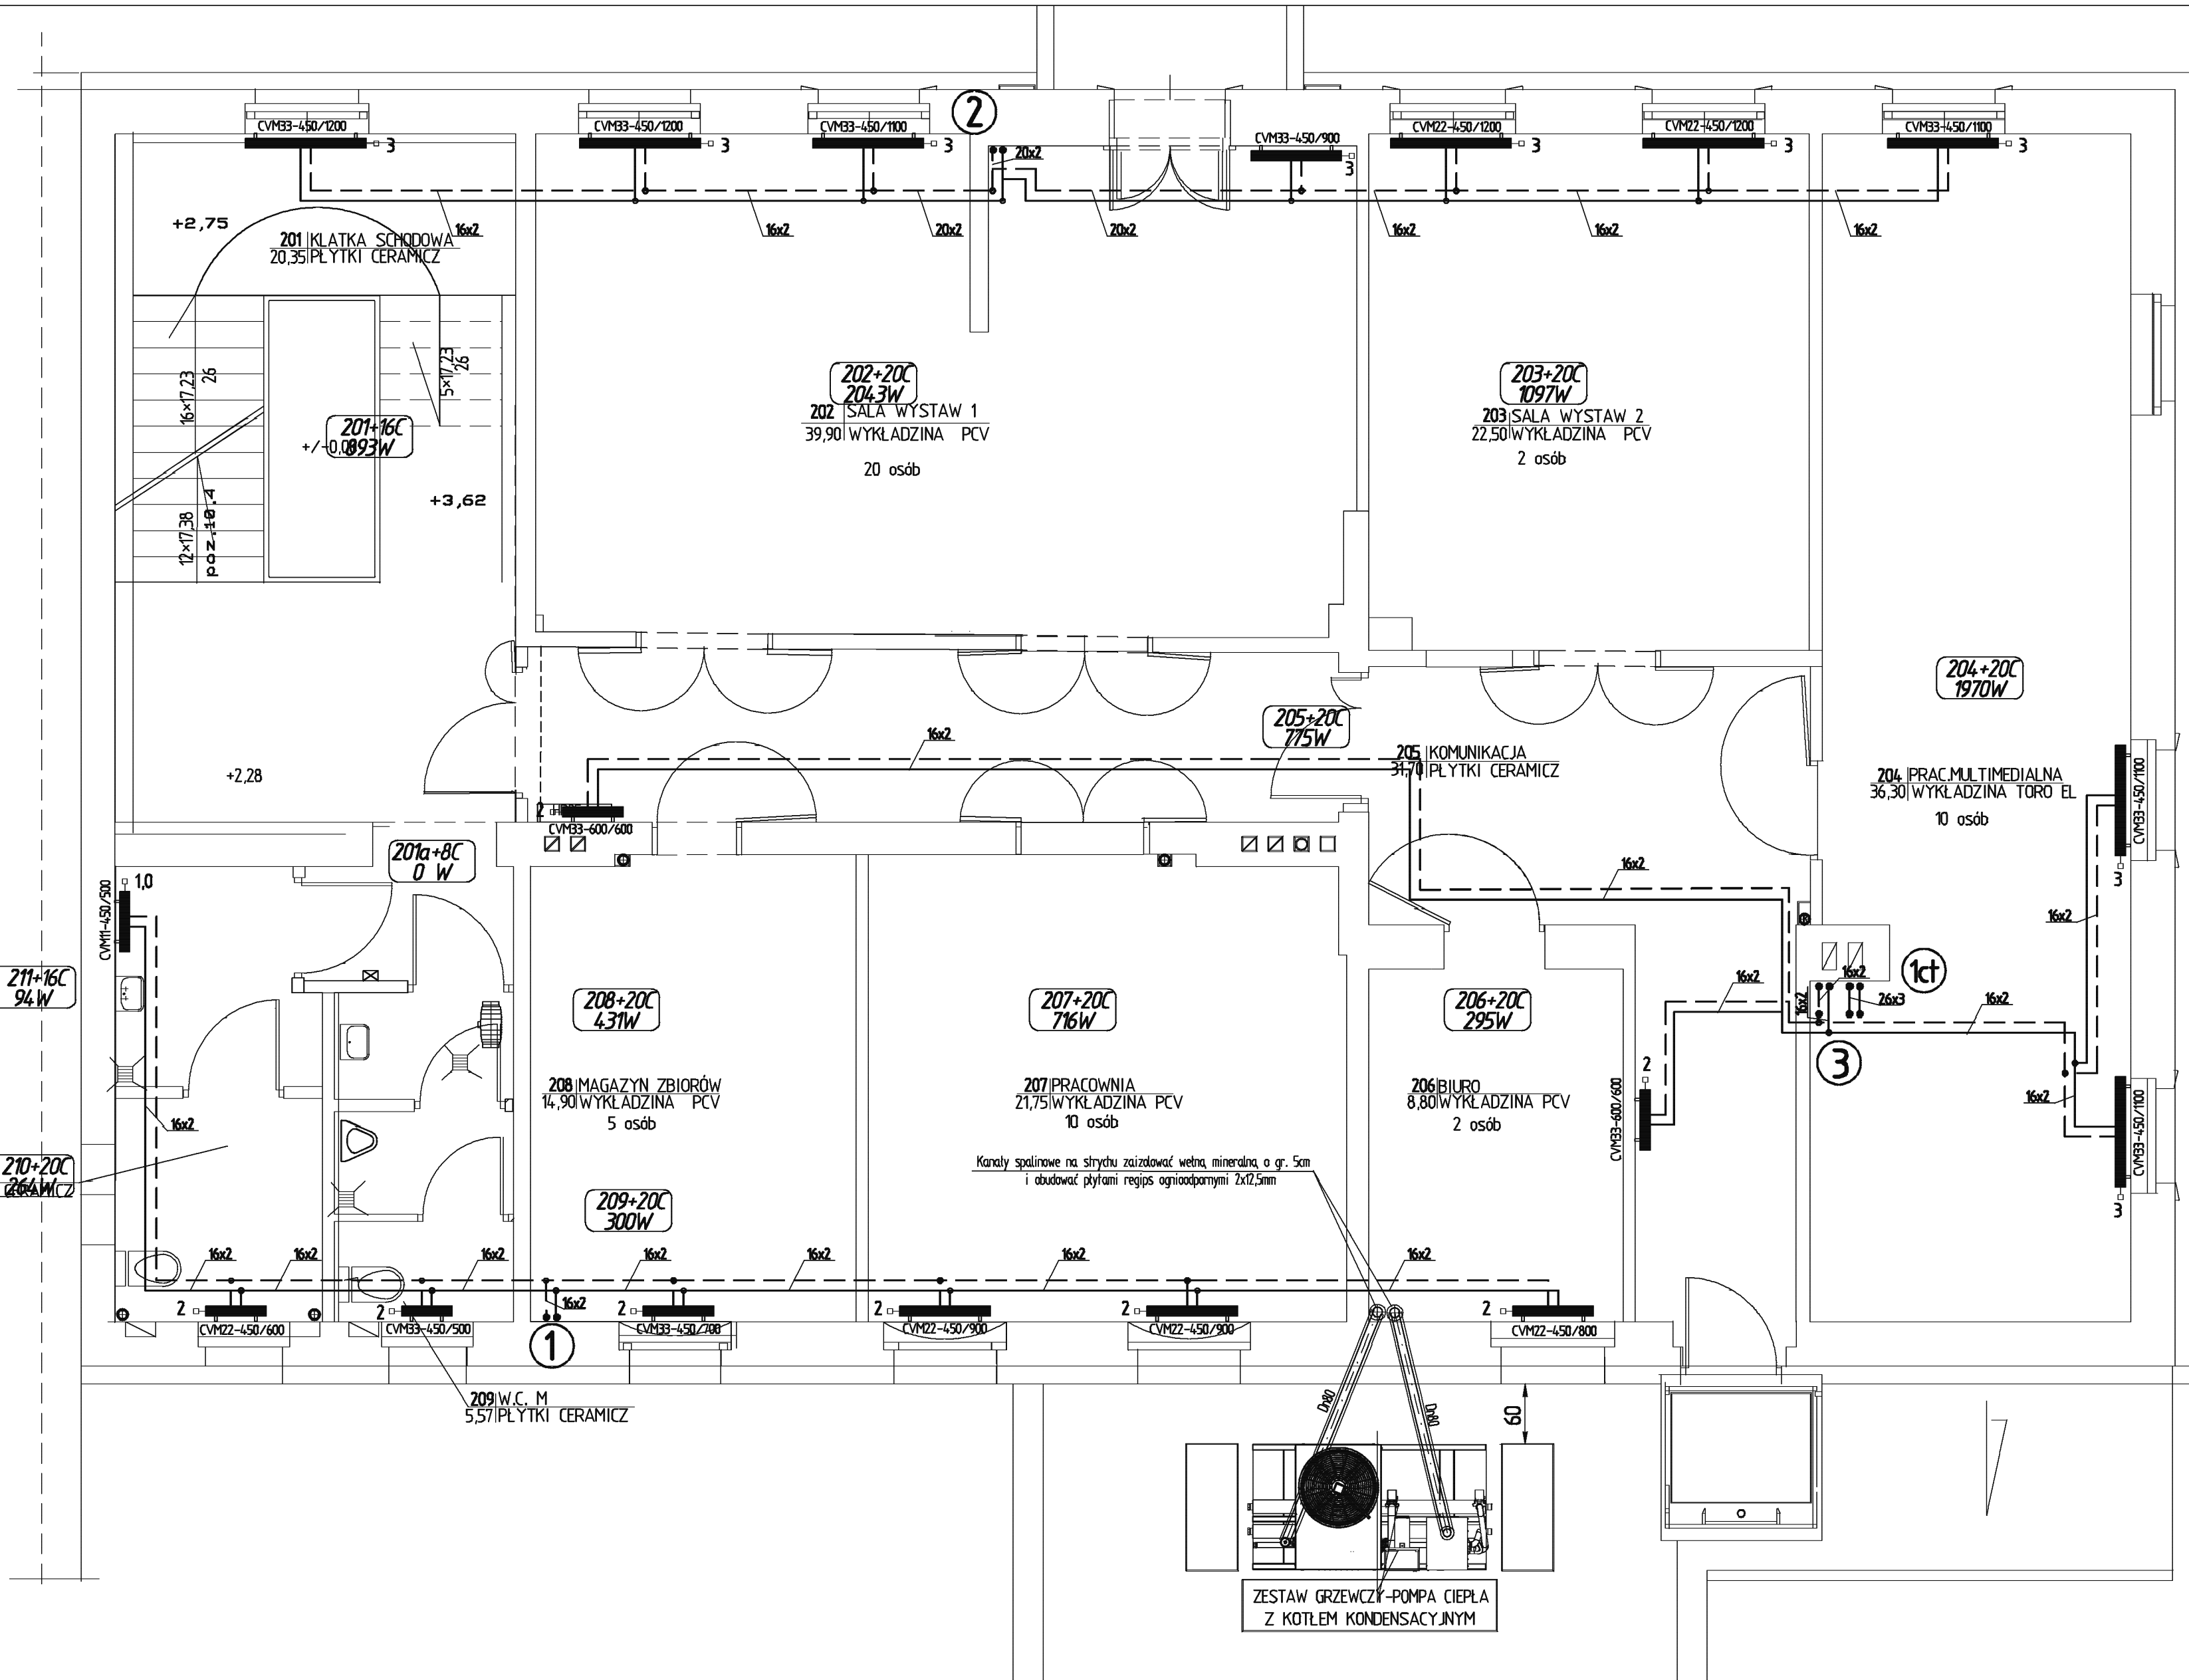 CVM33-450/1200
3
CVM33-450/1200
3
CVM33-450/1100
3
2
20x2
CVM33-450/900
3
CVM22-450/1200
3
CVM22-450/1200
3
CVM33-450/1100
3
16x2
16x2
20x2
20x2
16x2
16x2
16x2
+2,75
201 KLATKA SCHODOWA
20,35 PŁYTKI CERAMICZ
16×17,23
26
5×17,23
26
201+16C
893W
+3,62
12×17,38
poz.10.4
+2,28
202+20C
2043W
202 SALA WYSTAW 1
39,90 WYKŁADZINA PCV
20 osób
203+20C
1097W
203 SALA WYSTAW 2
22,50 WYKŁADZINA PCV
2 osób
204+20C
1970W
204 PRAC.MULTIMEDIALNA
36,30 WYKŁADZINA TORO EL
10 osób
205+20C
775W
205 KOMUNIKACJA
31,70 PŁYTKI CERAMICZ
16x2
2
CVM33-600/600
16x2
CVM33-450/1100
3
16x2
201a+8C
0 W
1,0
CVM11-450/500
211+16C
94W
210+20C
264W
CERAMICZ
16x2
208+20C
431W
208 MAGAZYN ZBIORÓW
14,90 WYKŁADZINA PCV
5 osób
209+20C
300W
207+20C
716W
207 PRACOWNIA
21,75 WYKŁADZINA PCV
10 osób
206+20C
295W
206 BIURO
8,80 WYKŁADZINA PCV
2 osób
16x2
2
CVM33-600/600
16x2
16x2
26x3
1ct
3
16x2
16x2
CVM33-450/1100
3
Kanały spalinowe na strychu zaizolować wełną mineralną o gr. 5cm
i obudować płytami regips ognioodpornymi 2x12,5mm
16x2
16x2
16x2
16x2
16x2
16x2
16x2
16x2
2
CVM22-450/600
2
CVM33-450/500
1
2
CVM33-450/700
2
CVM22-450/900
2
CVM22-450/900
2
CVM22-450/800
209 W.C. M
5,57 PŁYTKI CERAMICZ
Dn80
Dn80
60
ZESTAW GRZEWCZY-POMPA CIEPŁA
Z KOTŁEM KONDENSACYJNYM